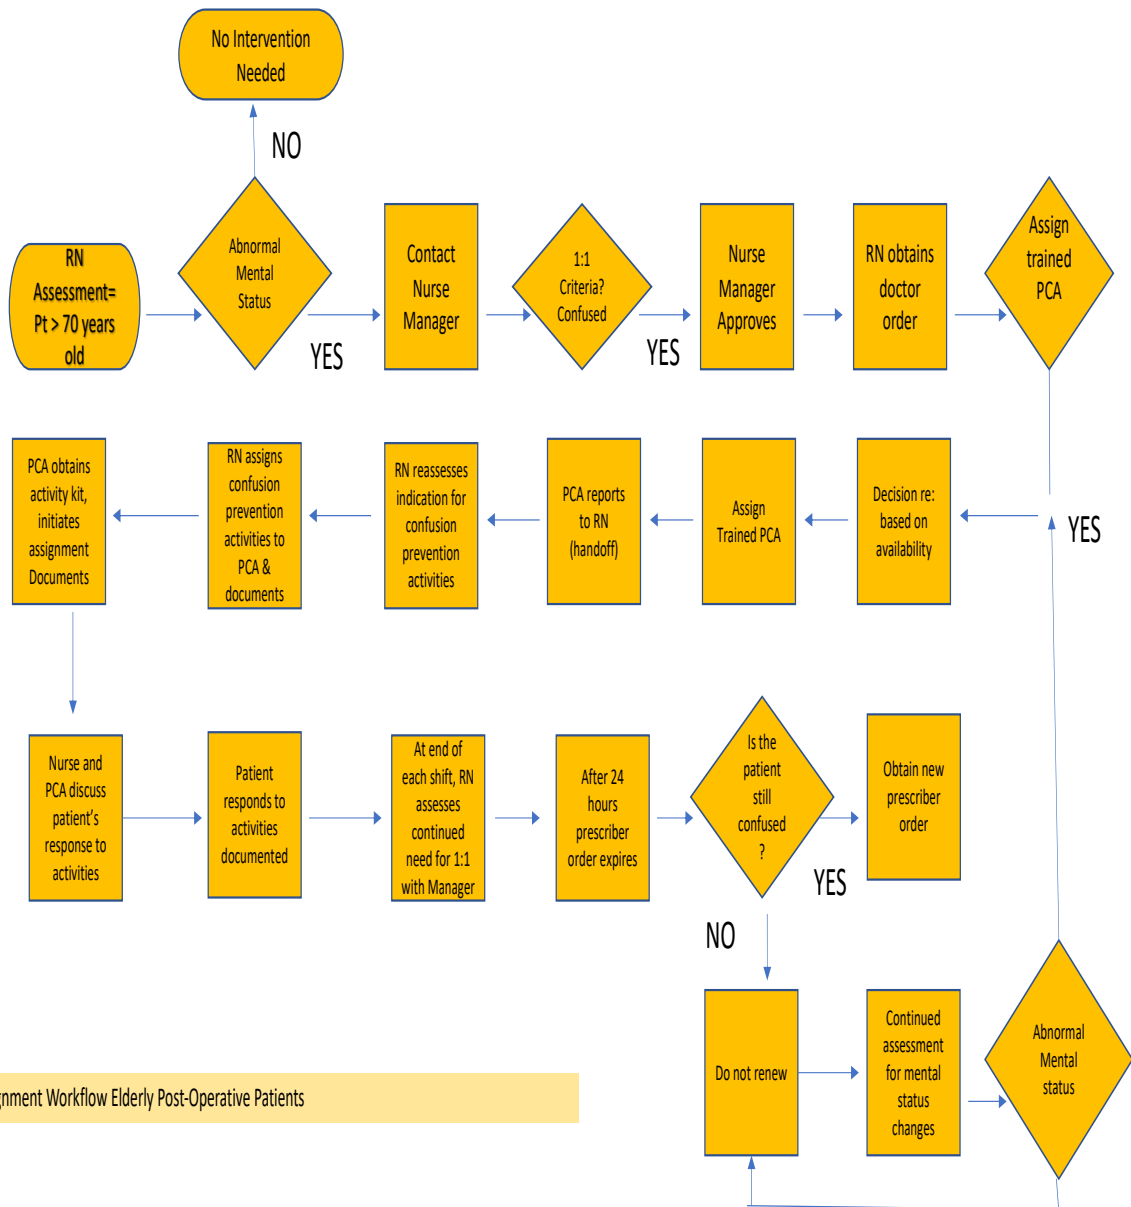 No Intervention
Needed
NO
RN
Assessment=
Pt > 70 years
old
Abnormal
Mental
Status
YES
Contact
Nurse
Manager
1:1
Criteria?
Confused
YES
Nurse
Manager
Approves
RN obtains
doctor
order
Assign
trained
PCA
YES
Decision re:
based on
availability
Assign
Trained PCA
PCA reports
to RN
(handoff)
RN reassesses
indication for
confusion
prevention
activities
RN assigns
confusion
prevention
activities to
PCA &
documents
PCA obtains
activity kit,
initiates
assignment
Documents
Nurse and
PCA discuss
patient's
response to
activities
Patient
responds to
activities
documented
At end of
each shift, RN
assesses
continued
need for 1:1
with Manager
After 24
hours
prescriber
order expires
Is the
patient
still
confused
?
YES
Obtain new
prescriber
order
NO
Do not renew
Continued
assessment
for mental
status
changes
Abnormal
Mental
status
gnment Workflow Elderly Post-Operative Patients